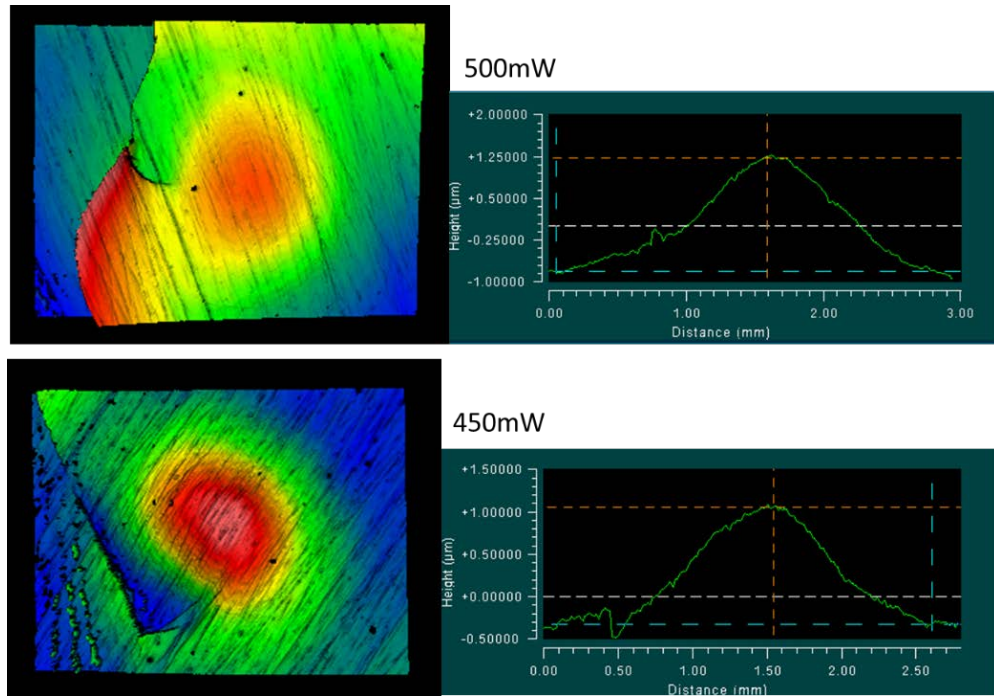 500mW
+2.00000
+1.25000
+0.50000
-0.25000
-1.00000
Height (µm)
0.00 1.00 2.00 3.00
Distance (mm)
450mW
+1.50000
+1.00000
+0.50000
+0.00000
-0.50000
Height (µm)
0.00 0.50 1.00 1.50 2.00 2.50
Distance (mm)